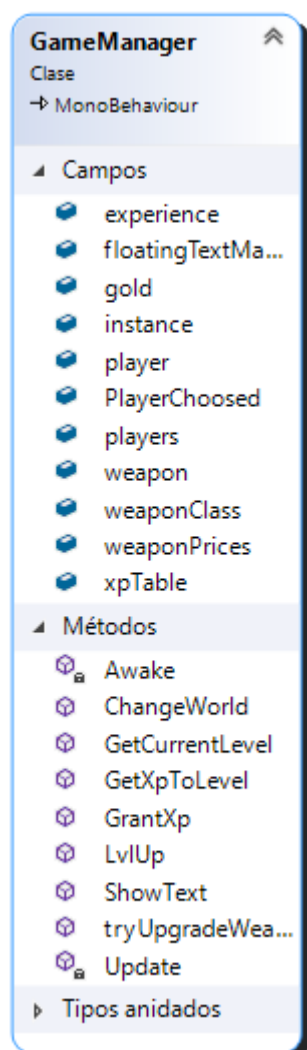 GameManager
Clase
MonoBehaviour
Campos
experience
floatingTextMa...
gold
instance
player
PlayerChoosed
players
weapon
weaponClass
weaponPrices
xpTable
Métodos
Awake
ChangeWorld
GetCurrentLevel
GetXpToLevel
GrantXp
LvlUp
ShowText
tryUpgradeWea...
Update
Tipos anidados